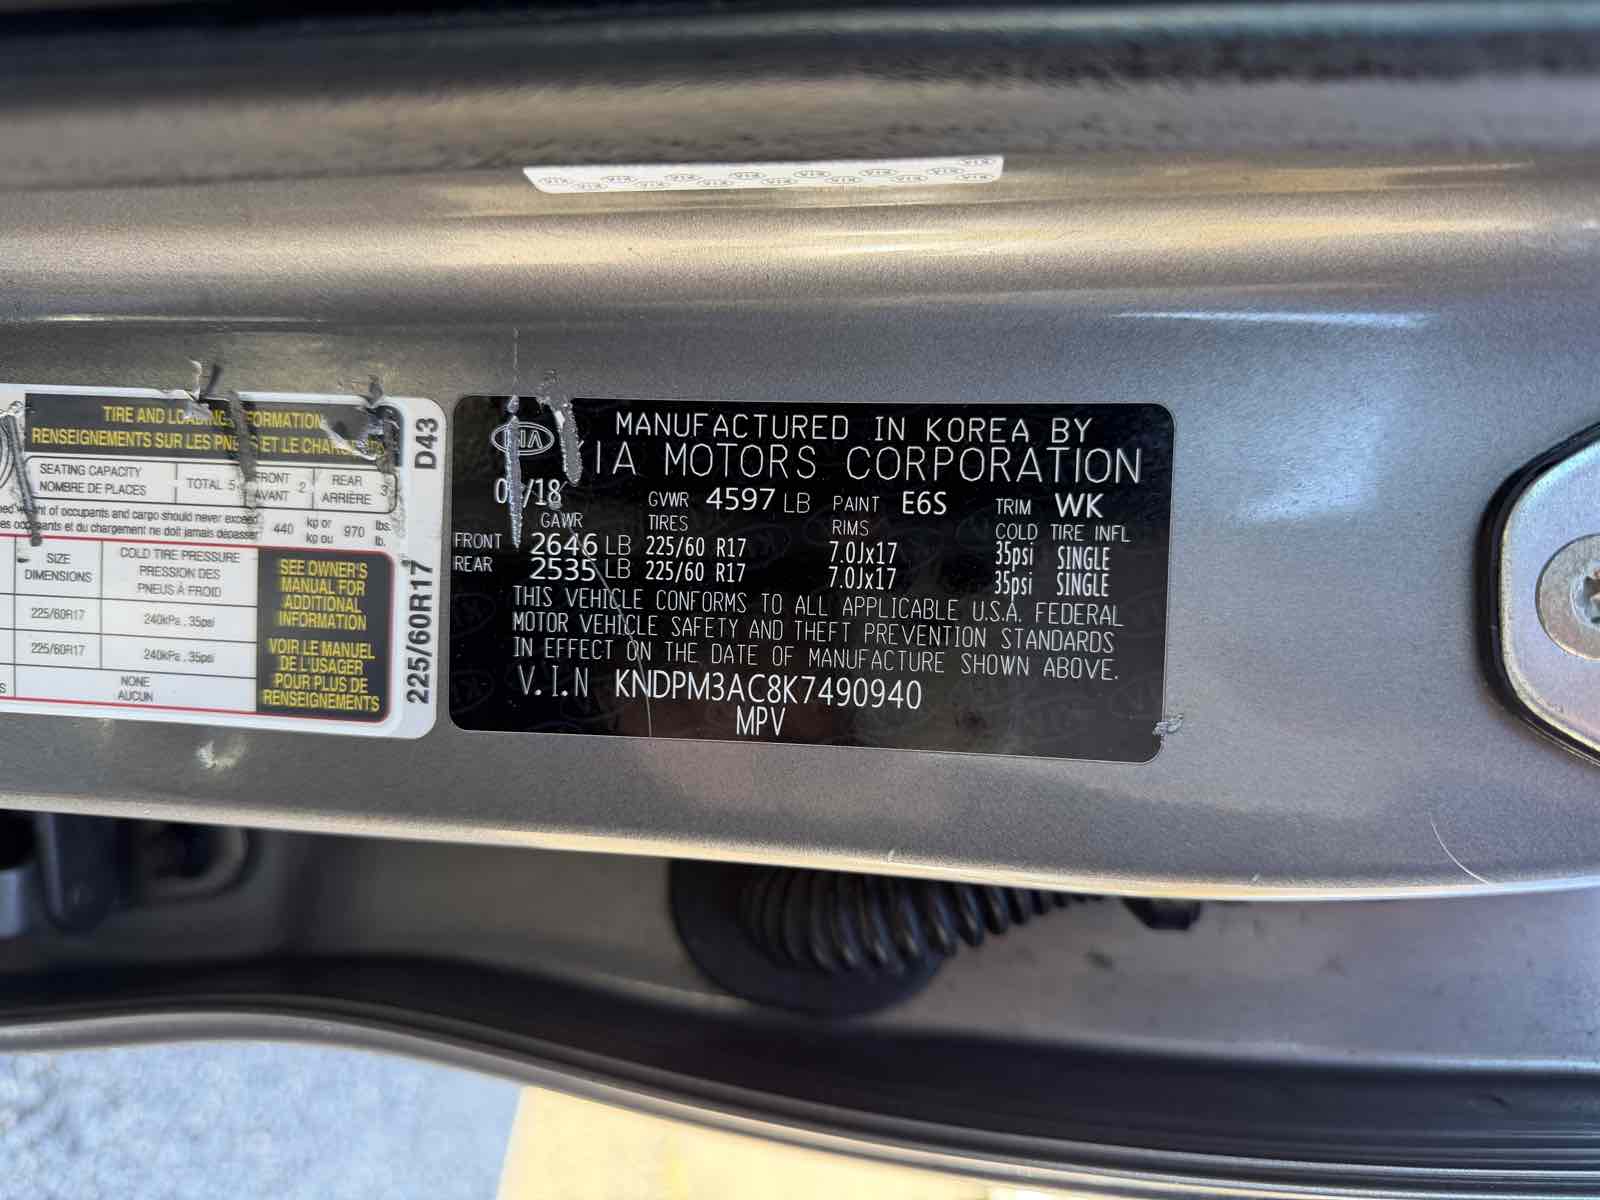 TIRE AND LOADING INFORMATION
RENSEIGNEMENTS SUR LES PNEUS ET LE CHARGEMENT
SEATING CAPACITY
NOMBRE DE PLACES
TOTAL 5
FRONT
AVANT 2
REAR
ARRIÈRE 3
weight of occupants and cargo should never exceed
occupants et du chargement ne doit jamais dépasser
440 kg or
kg ou 970 lbs.
lb.
SIZE
DIMENSIONS
COLD TIRE PRESSURE
PRESSION DES
PNEUS À FROID
225/60R17 240kPa, 35psi
225/60R17 240kPa, 35psi
NONE
AUCUN
SEE OWNER'S
MANUAL FOR
ADDITIONAL
INFORMATION
VOIR LE MANUEL
DE L'USAGER
POUR PLUS DE
RENSEIGNEMENTS
225/60R17 D43
KIA
MANUFACTURED IN KOREA BY
KIA MOTORS CORPORATION
/18 GVWR 4597 LB PAINT E6S TRIM WK
GAWR TIRES RIMS COLD TIRE INFL
FRONT 2646 LB 225/60 R17 7.0Jx17 35psi SINGLE
REAR 2535 LB 225/60 R17 7.0Jx17 35psi SINGLE
THIS VEHICLE CONFORMS TO ALL APPLICABLE U.S.A. FEDERAL
MOTOR VEHICLE SAFETY AND THEFT PREVENTION STANDARDS
IN EFFECT ON THE DATE OF MANUFACTURE SHOWN ABOVE.
V.I.N KNDPM3AC8K7490940
MPV